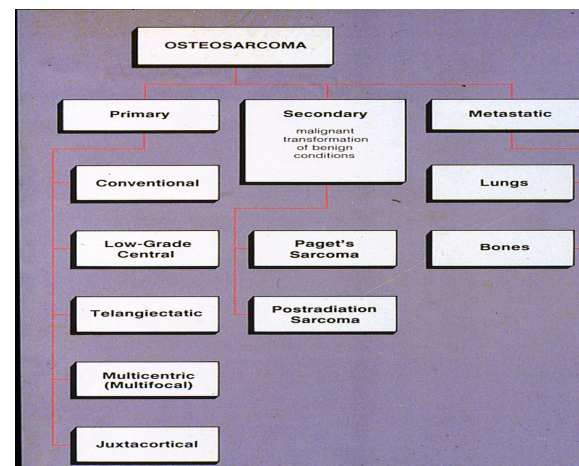 OSTEOSARCOMA
Primary
Secondary
malignant
transformation
of benign
conditions
Metastatic
Conventional
Lungs
Low-Grade
Central
Paget's
Sarcoma
Bones
Telangiectatic
Postradiation
Sarcoma
Multicentric
(Multifocal)
Juxtacortical